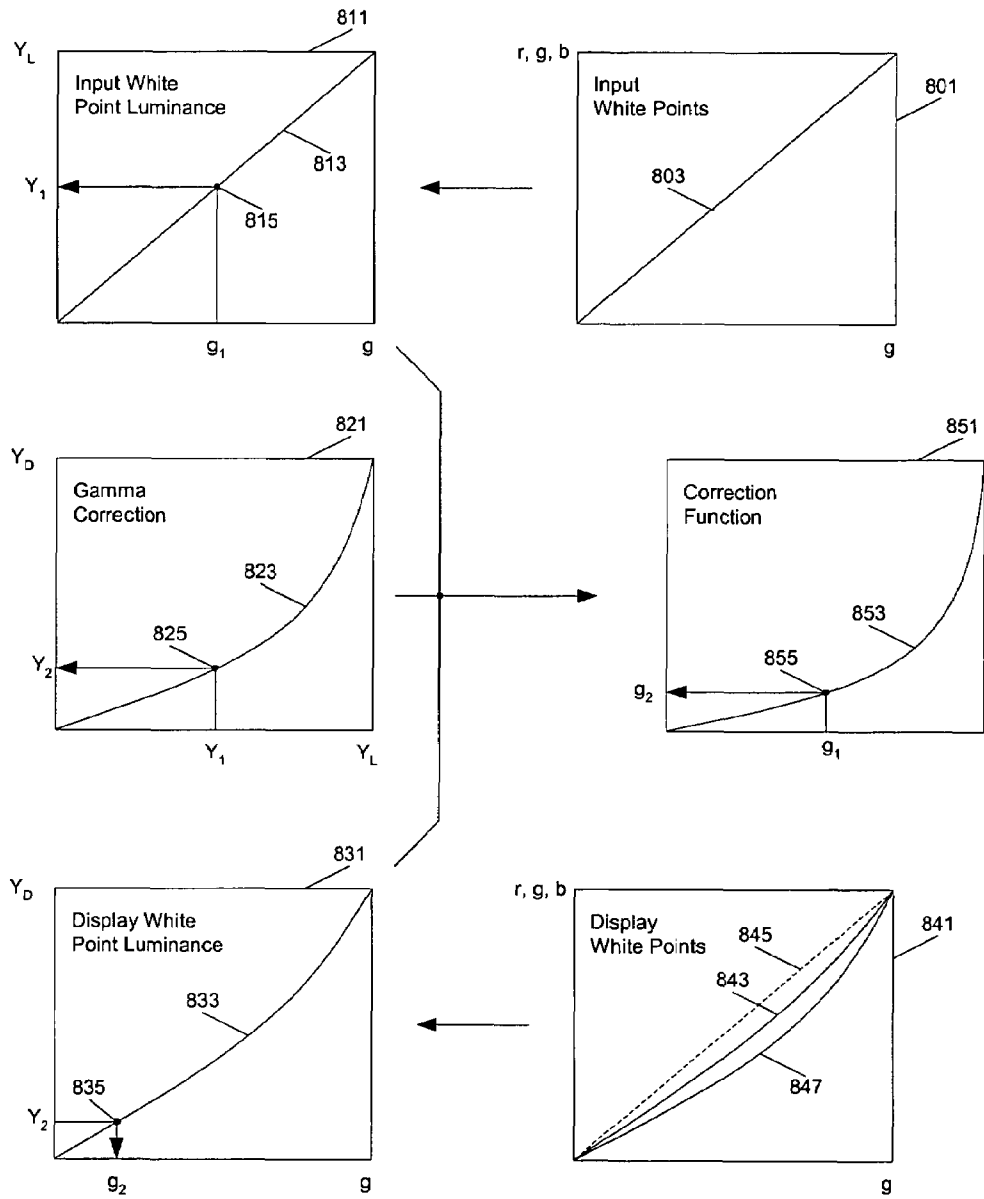 811
Y_L
Input White
Point Luminance
813
Y_1
815
g_1
g
r, g, b
Input
White Points
801
803
g
821
Y_D
Gamma
Correction
823
825
Y_2
Y_1
Y_L
851
Correction
Function
853
855
g_2
g_1
831
Y_D
Display White
Point Luminance
833
835
Y_2
g_2
g
r, g, b
Display
White Points
845
841
843
847
g